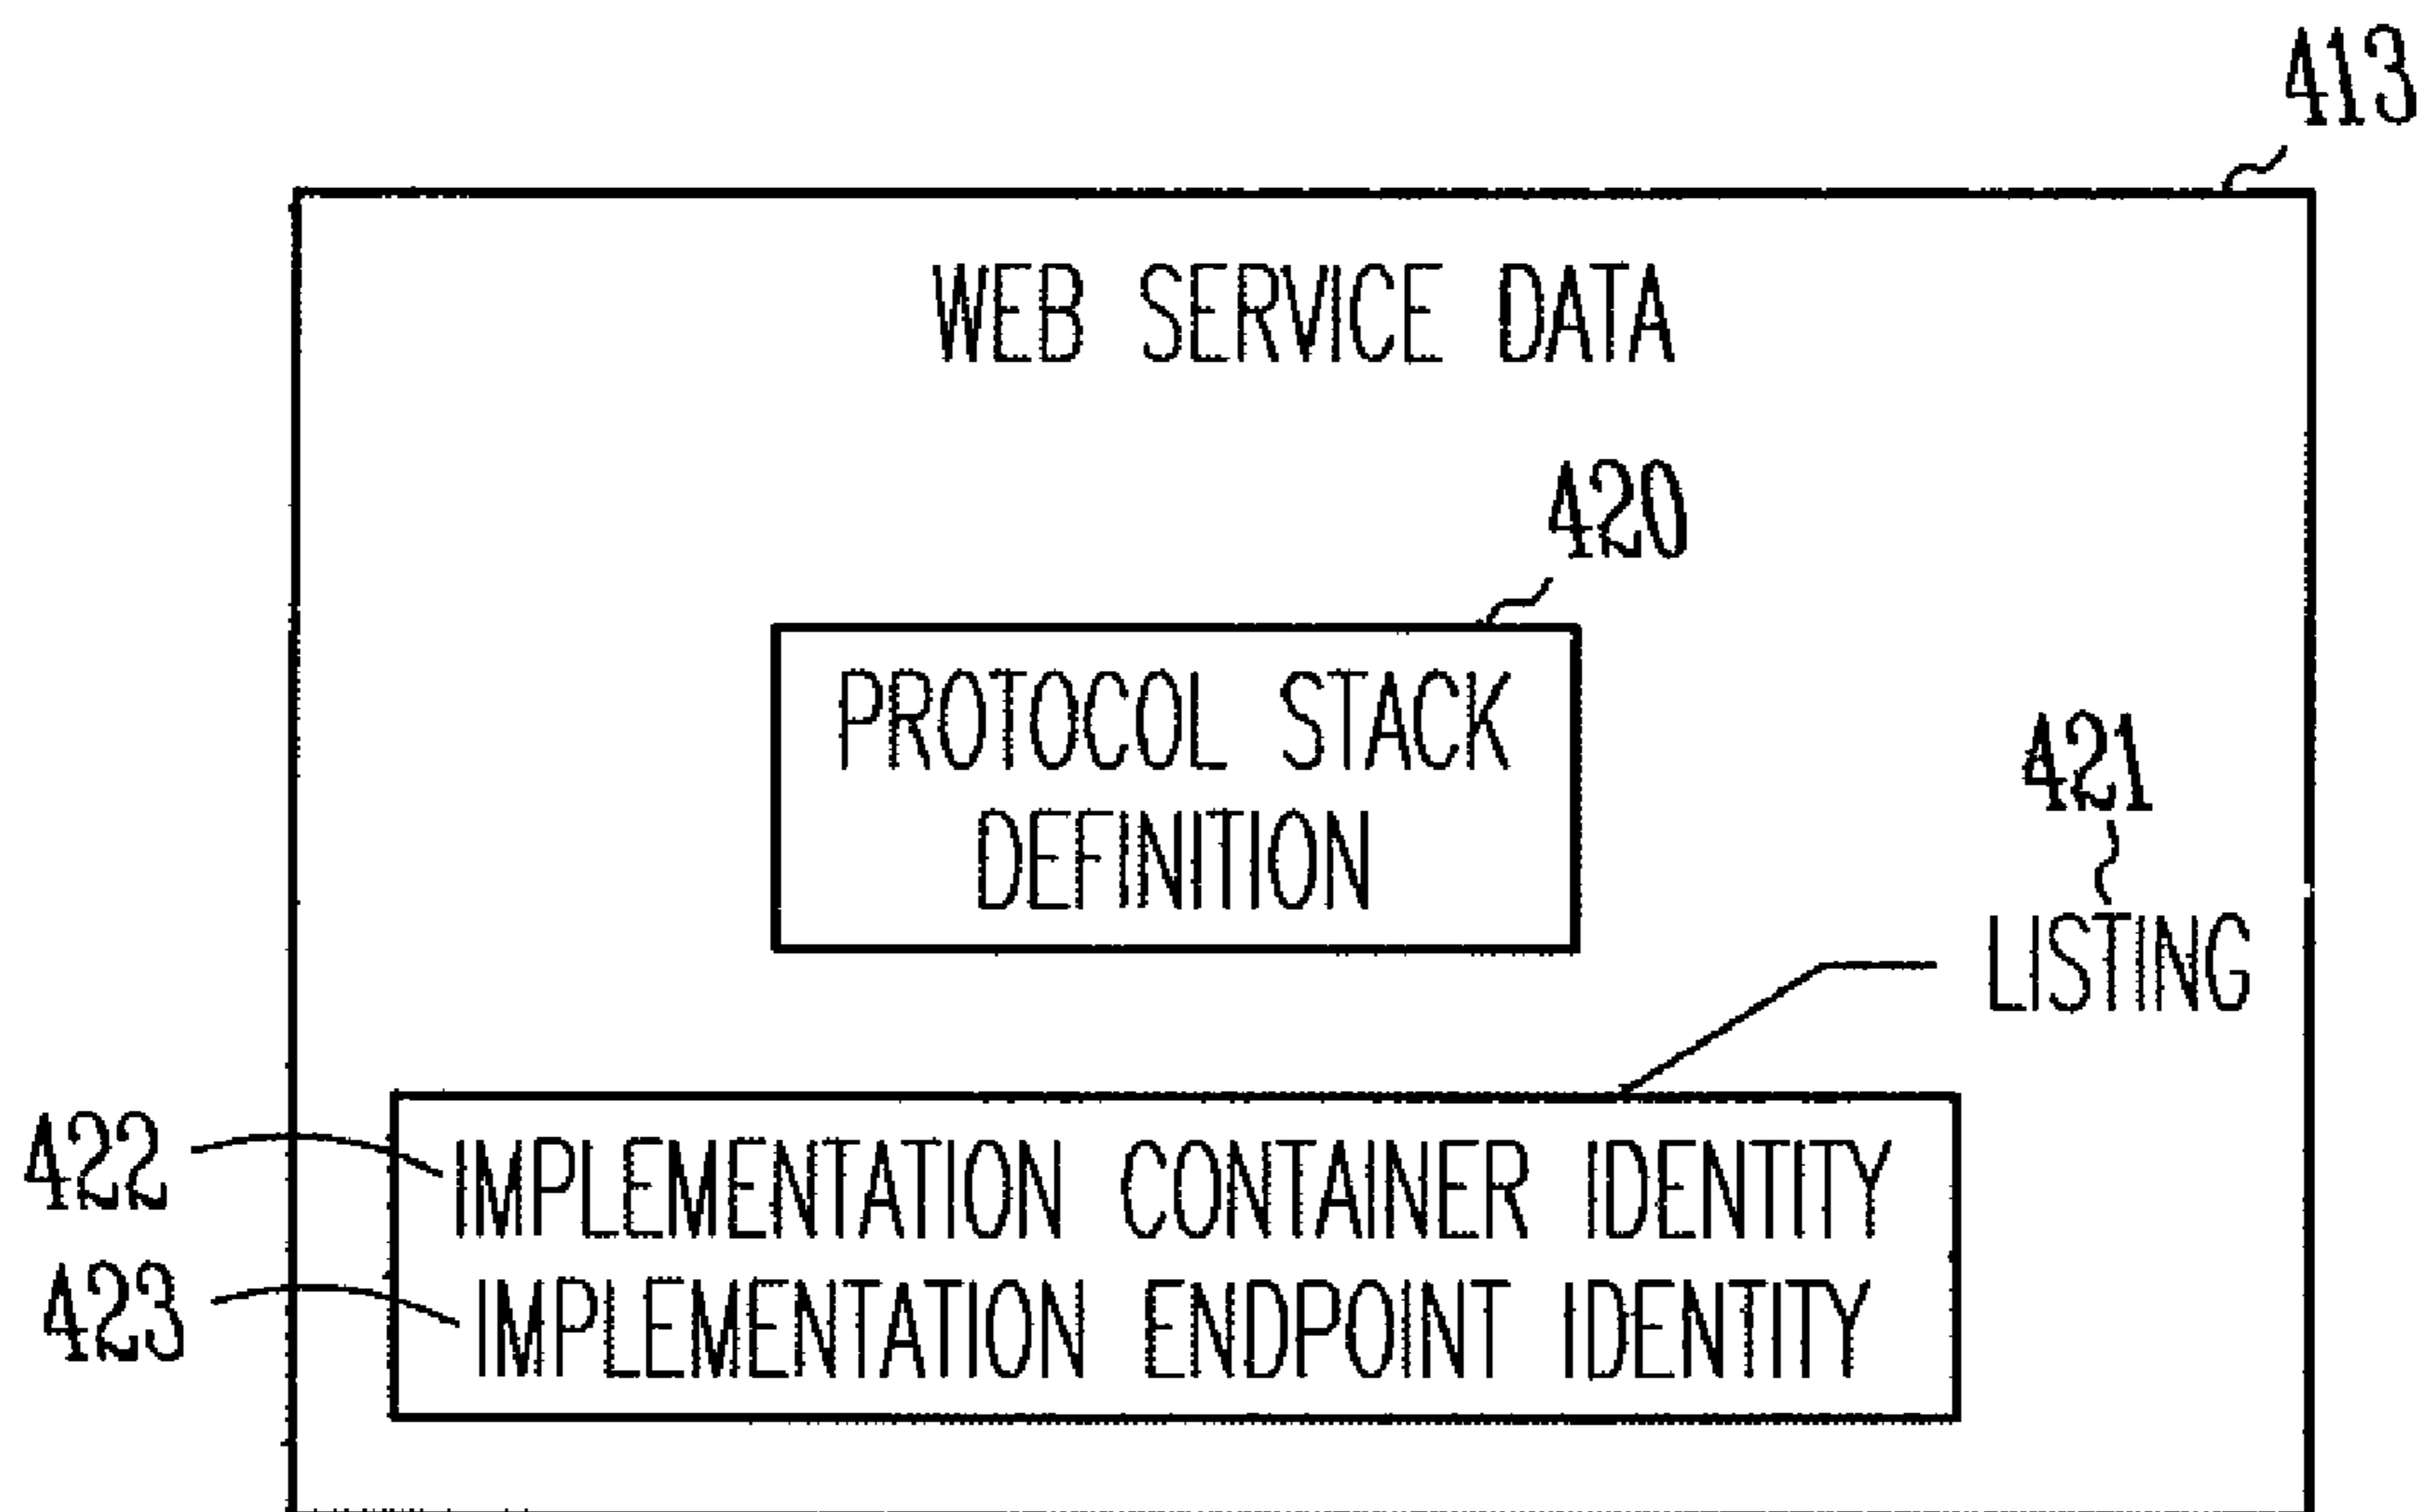 413
WEB SERVICE DATA
420
PROTOCOL STACK
DEFINITION
421
LISTING
422
IMPLEMENTATION CONTAINER IDENTITY
423
IMPLEMENTATION ENDPOINT IDENTITY